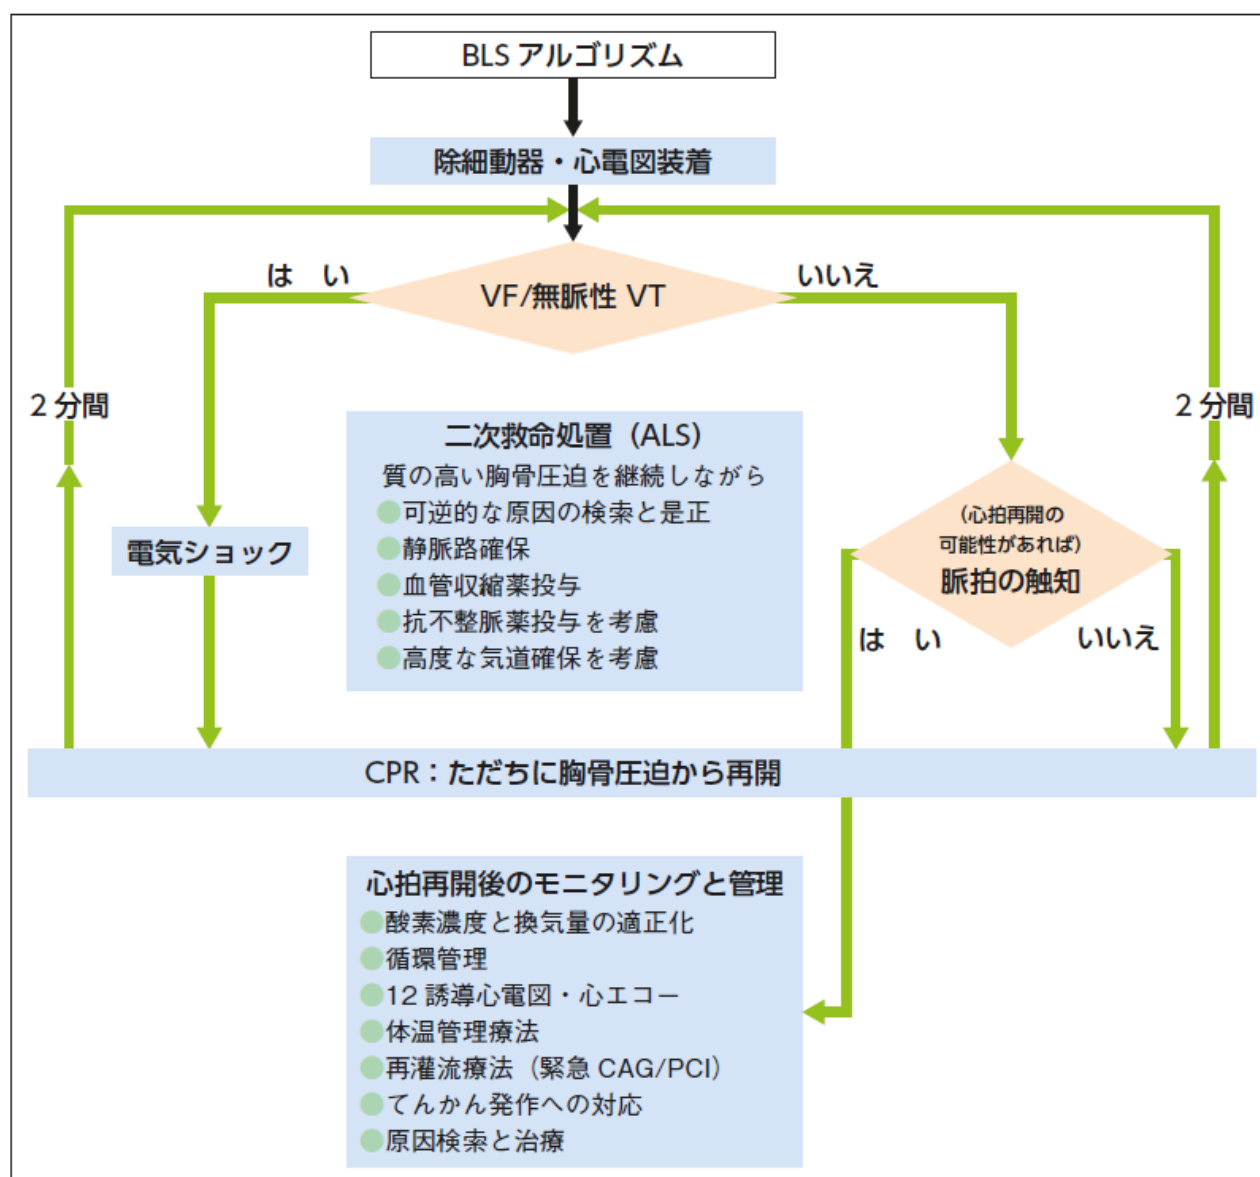 BLS アルゴリズム
除細動器・心電図装着
は い
VF/無脈性 VT
いいえ
2 分間
2 分間
二次救命処置（ALS）
質の高い胸骨圧迫を継続しながら
●可逆的な原因の検索と是正
●静脈路確保
●血管収縮薬投与
●抗不整脈薬投与を考慮
●高度な気道確保を考慮
電気ショック
（心拍再開の
可能性があれば）
脈拍の触知
は い
いいえ
CPR：ただちに胸骨圧迫から再開
心拍再開後のモニタリングと管理
●酸素濃度と換気量の適正化
●循環管理
●12 誘導心電図・心エコー
●体温管理療法
●再灌流療法（緊急 CAG/PCI）
●てんかん発作への対応
●原因検索と治療